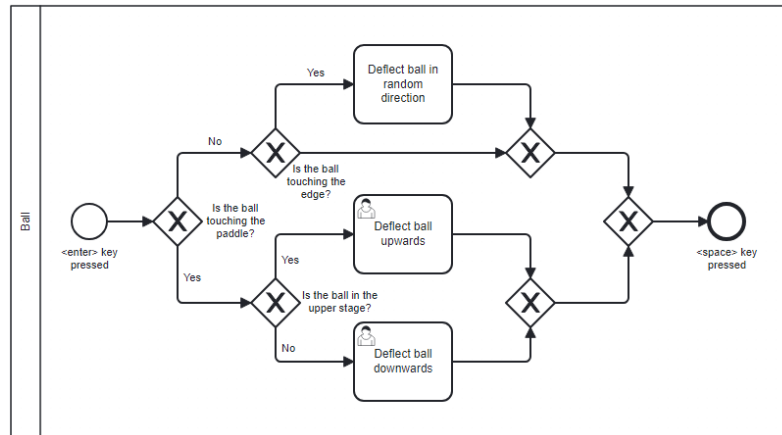 Ball
<enter> key
pressed
Is the ball
touching the
paddle?
No
Yes
Is the ball
touching the
edge?
Yes
Deflect ball in
random
direction
Is the ball in the
upper stage?
Yes
Deflect ball
upwards
No
Deflect ball
downwards
<space> key
pressed